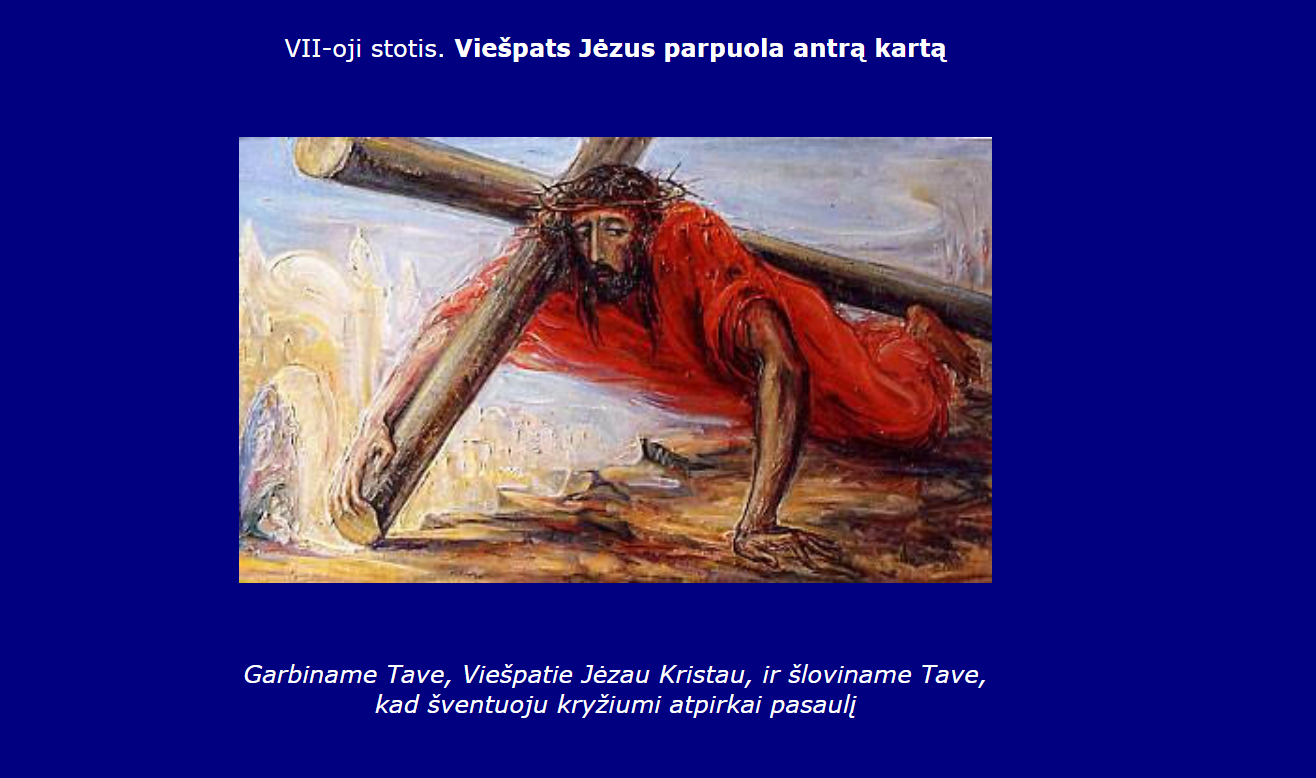 VII-oji stotis. Viešpats Jėzus parpuola antrą kartą
Garbiname Tave, Viešpatie Jėzau Kristau, ir šloviname Tave,
kad šventuoju kryžiumi atpirkai pasaulį